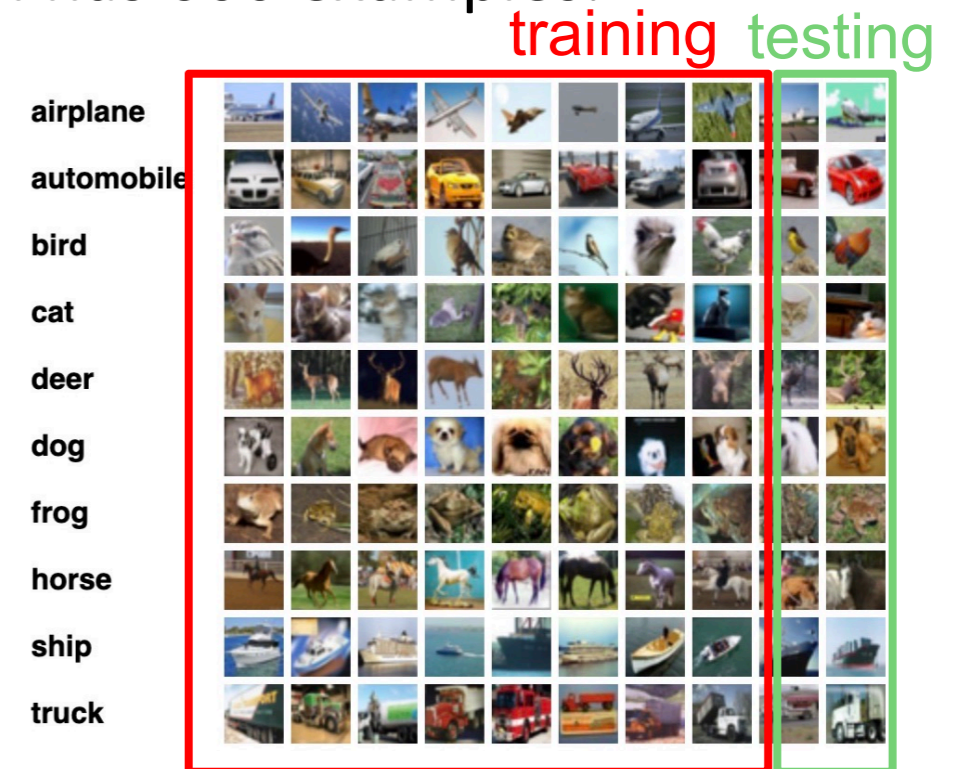 training testing
airplane
automobile
bird
cat
deer
dog
frog
horse
ship
truck